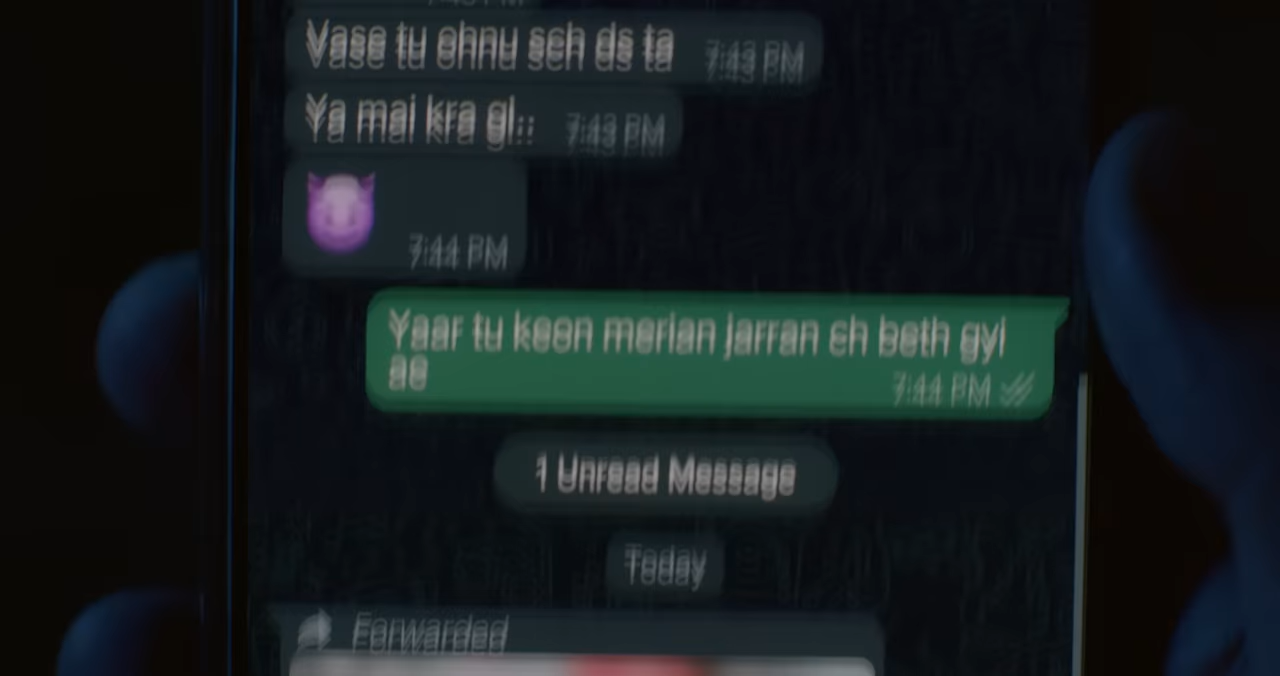 Vase tu ohnu sch ds ta 7:43 PM
Ya mai kra gl.. 7:43 PM
7:44 PM
Yaar tu keon merian jarran ch beth gyi
ae 7:44 PM
1 Unread Message
Today
Forwarded